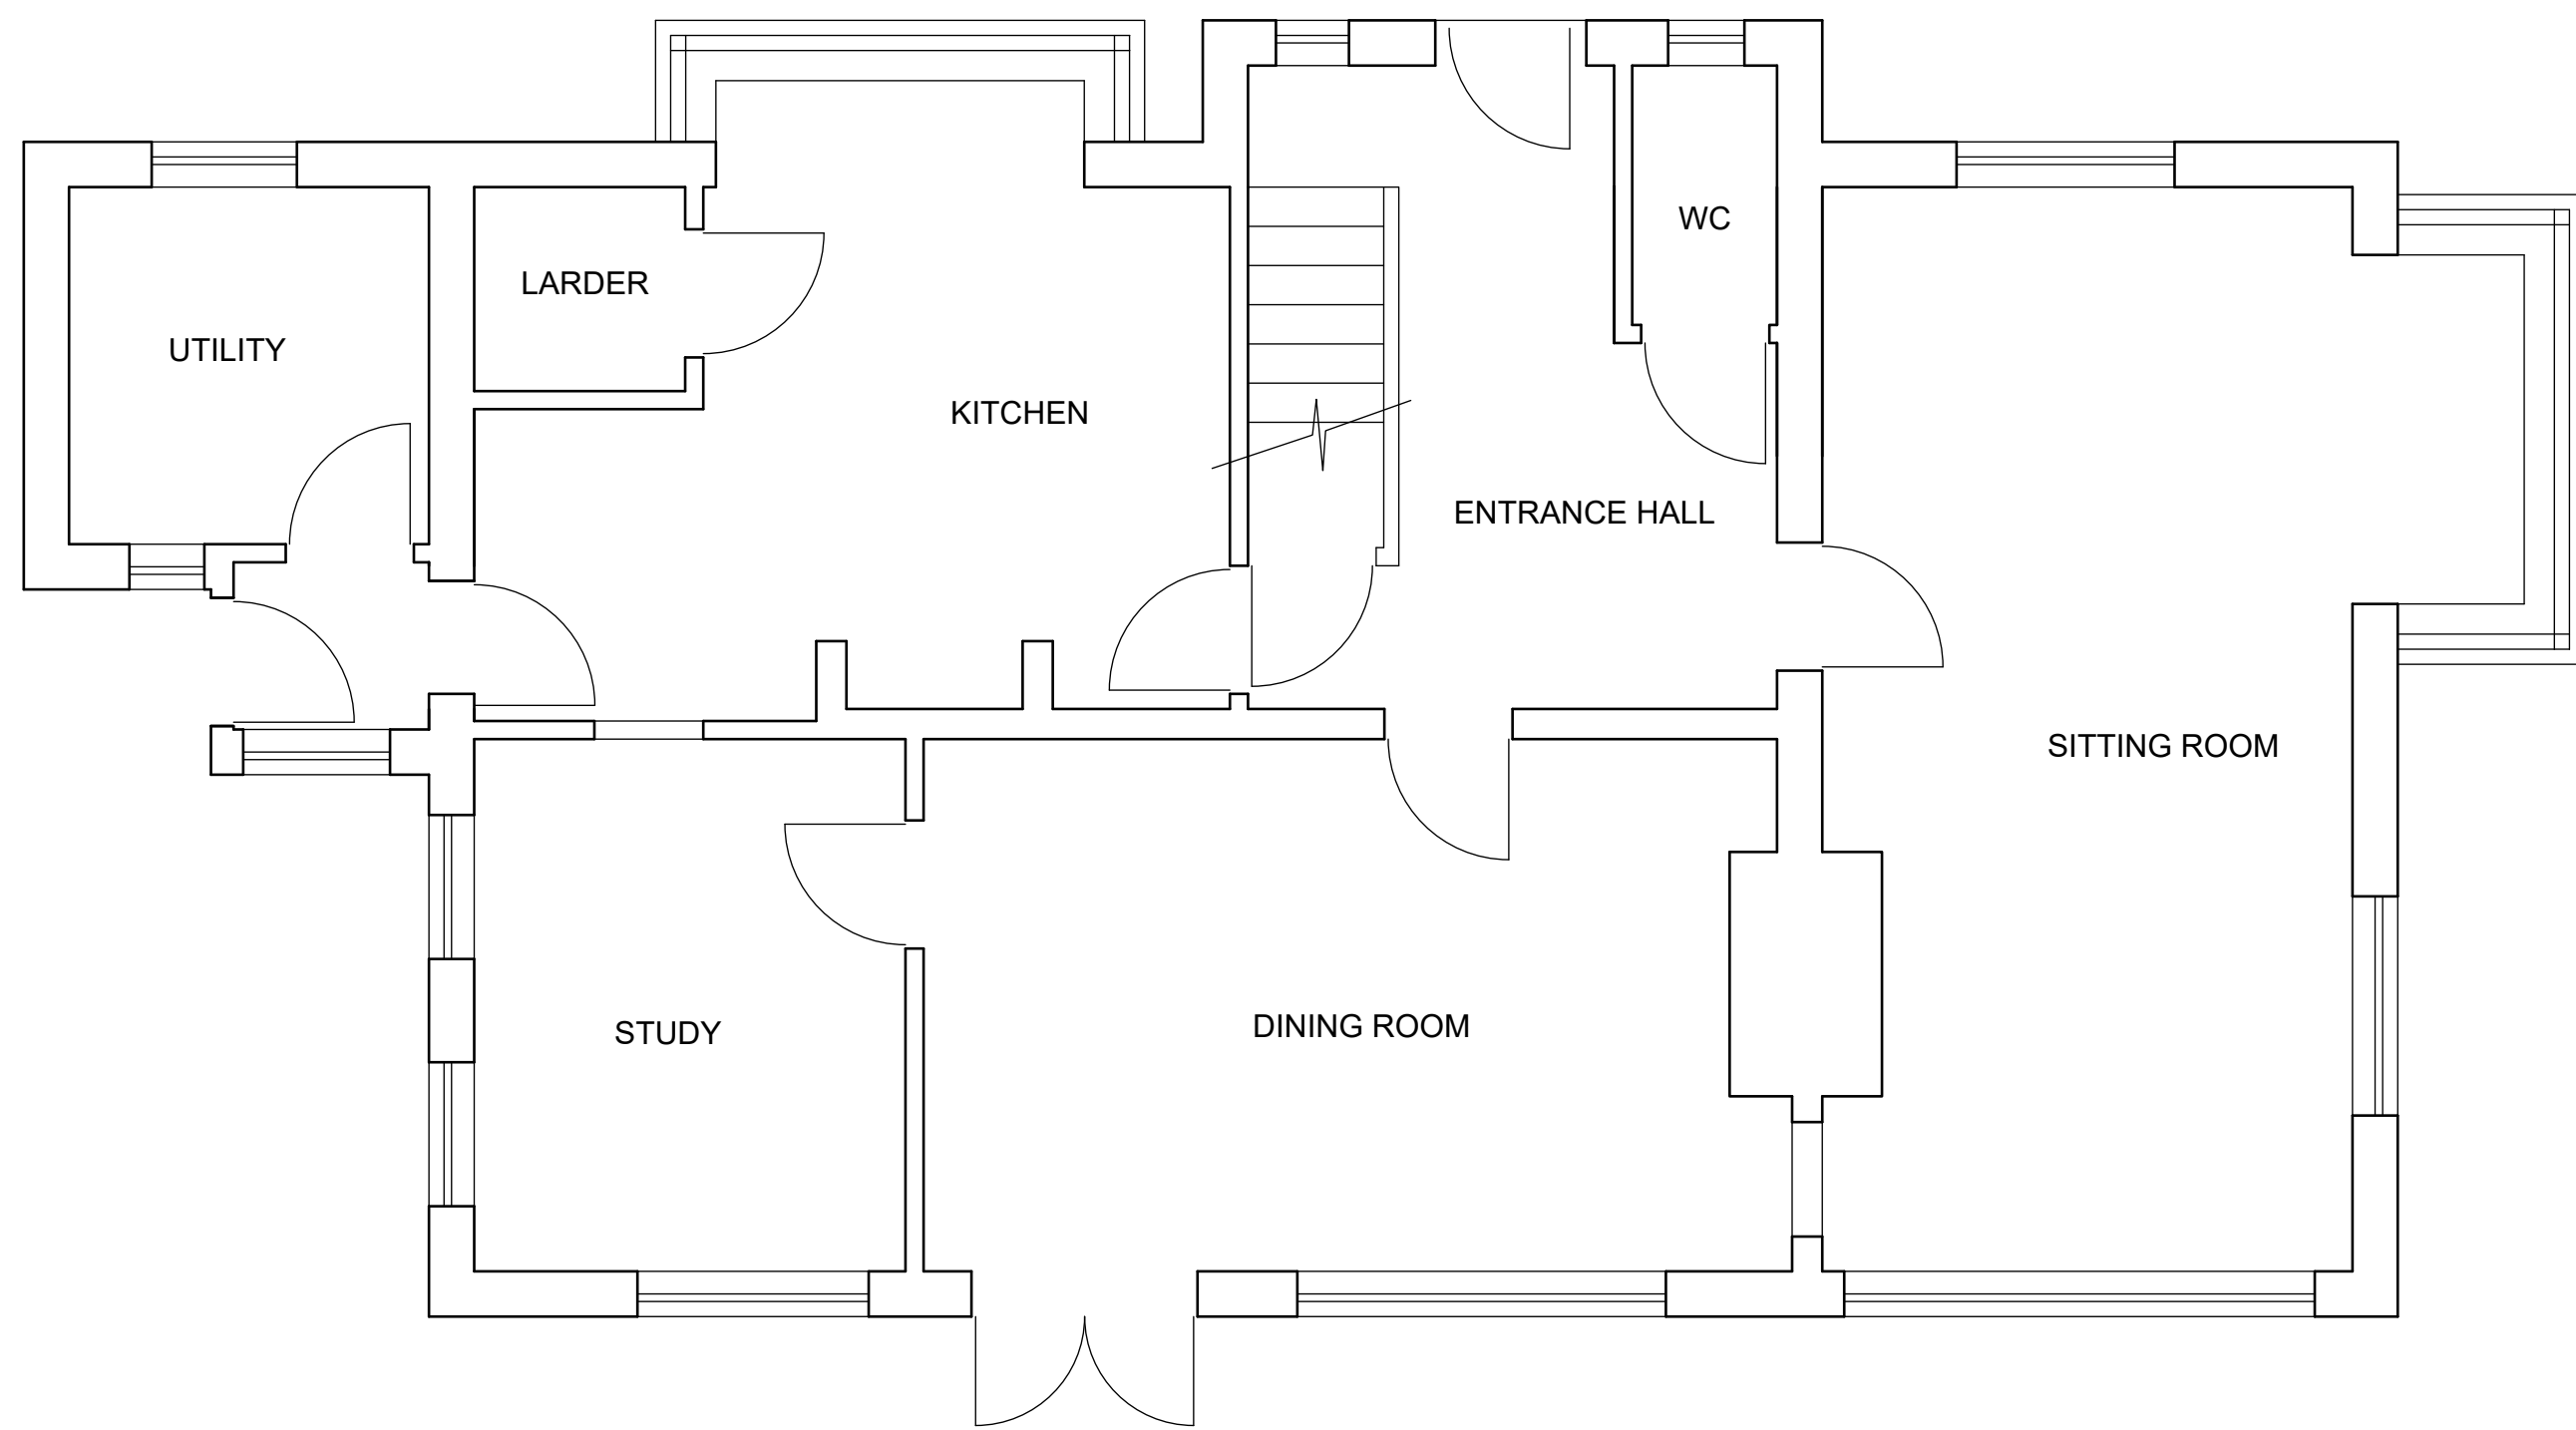 WC
LARDER
UTILITY
KITCHEN
ENTRANCE HALL
SITTING ROOM
STUDY
DINING ROOM